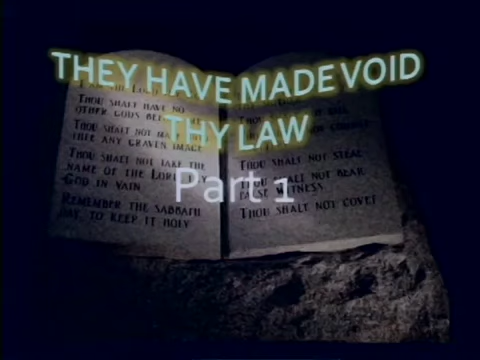 THEY HAVE MADE VOID
THY LAW
Part 1
THOU SHALT HAVE NO
OTHER GODS
THOU SHALT NOT
THEE ANY GRAVEN IMAGE
THOU SHALT NOT TAKE THE
NAME OF THE LORD THY
GOD IN VAIN
REMEMBER THE SABBATH
DAY, TO KEEP IT HOLY
THOU SHALT NOT STEAL
THOU SHALT NOT BEAR
FALSE WITNESS
THOU SHALT NOT COVET